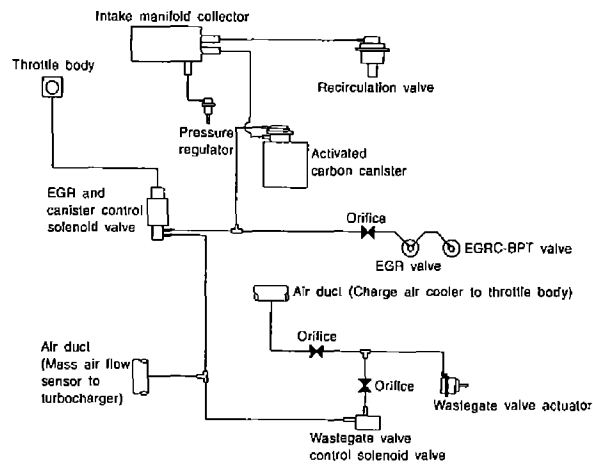 Intake manifold collector
Throttle body
Recirculation valve
Pressure
regulator
Activated
carbon canister
EGR and
canister control
solenoid valve
Orifice
EGRC-BPT valve
EGR valve
Air duct (Charge air cooler to throttle body)
Orifice
Air duct
(Mass air flow
sensor to
turbocharger)
Orifice
Wastegate valve actuator
Wastegate valve
control solenoid valve